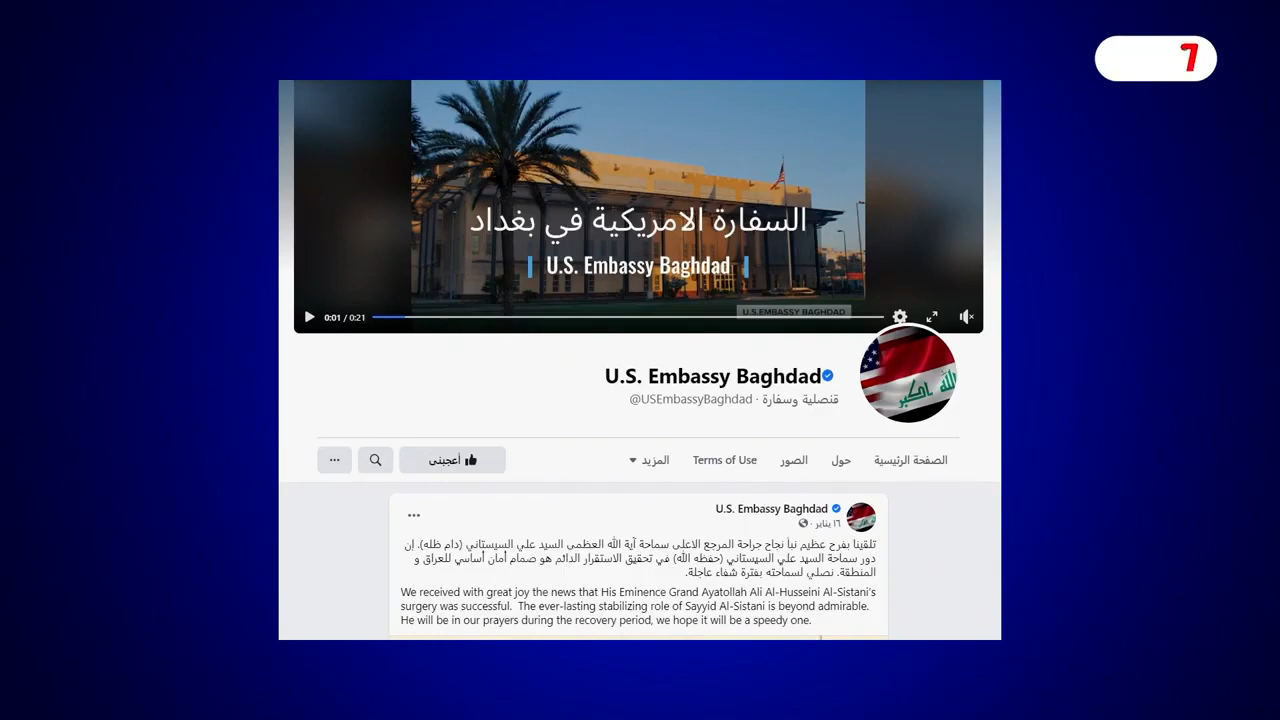 7
السفارة الامريكية في بغداد
U.S. Embassy Baghdad
U.S.EMBASSY BAGHDAD
0:01 / 0:21
الله اكبر
U.S. Embassy Baghdad
قنصلية وسفارة · @USEmbassyBaghdad
الصفحة الرئيسية حول الصور Terms of Use المزيد
أعجبني
U.S. Embassy Baghdad
١٦ يناير ·
تلقينا بفرح عظيم نبأ نجاح جراحة المرجع الاعلى سماحة آية الله العظمى السيد علي السيستاني (دام ظله). إن
دور سماحة السيد علي السيستاني (حفظه الله) في تحقيق الاستقرار الدائم هو صمام أمان أساسي للعراق و
المنطقة. نصلي لسماحته بفترة شفاء عاجلة.
We received with great joy the news that His Eminence Grand Ayatollah Ali Al-Husseini Al-Sistani's
surgery was successful. The ever-lasting stabilizing role of Sayyid Al-Sistani is beyond admirable.
He will be in our prayers during the recovery period, we hope it will be a speedy one.